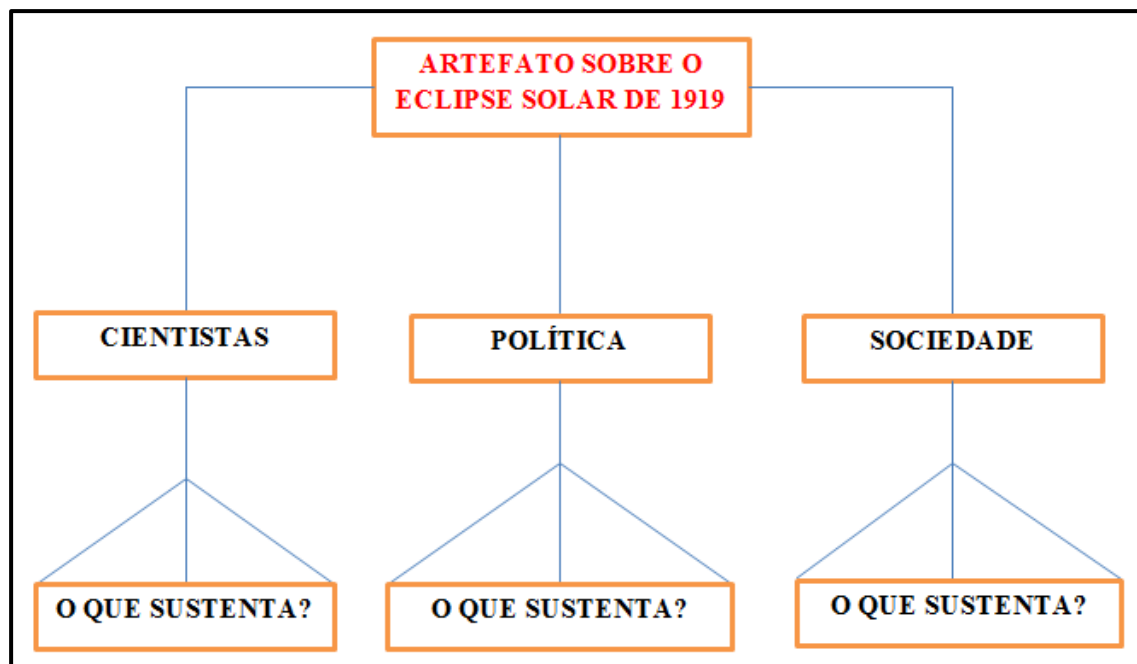 ARTEFATO SOBRE O
ECLIPSE SOLAR DE 1919
CIENTISTAS
POLÍTICA
SOCIEDADE
O QUE SUSTENTA?
O QUE SUSTENTA?
O QUE SUSTENTA?